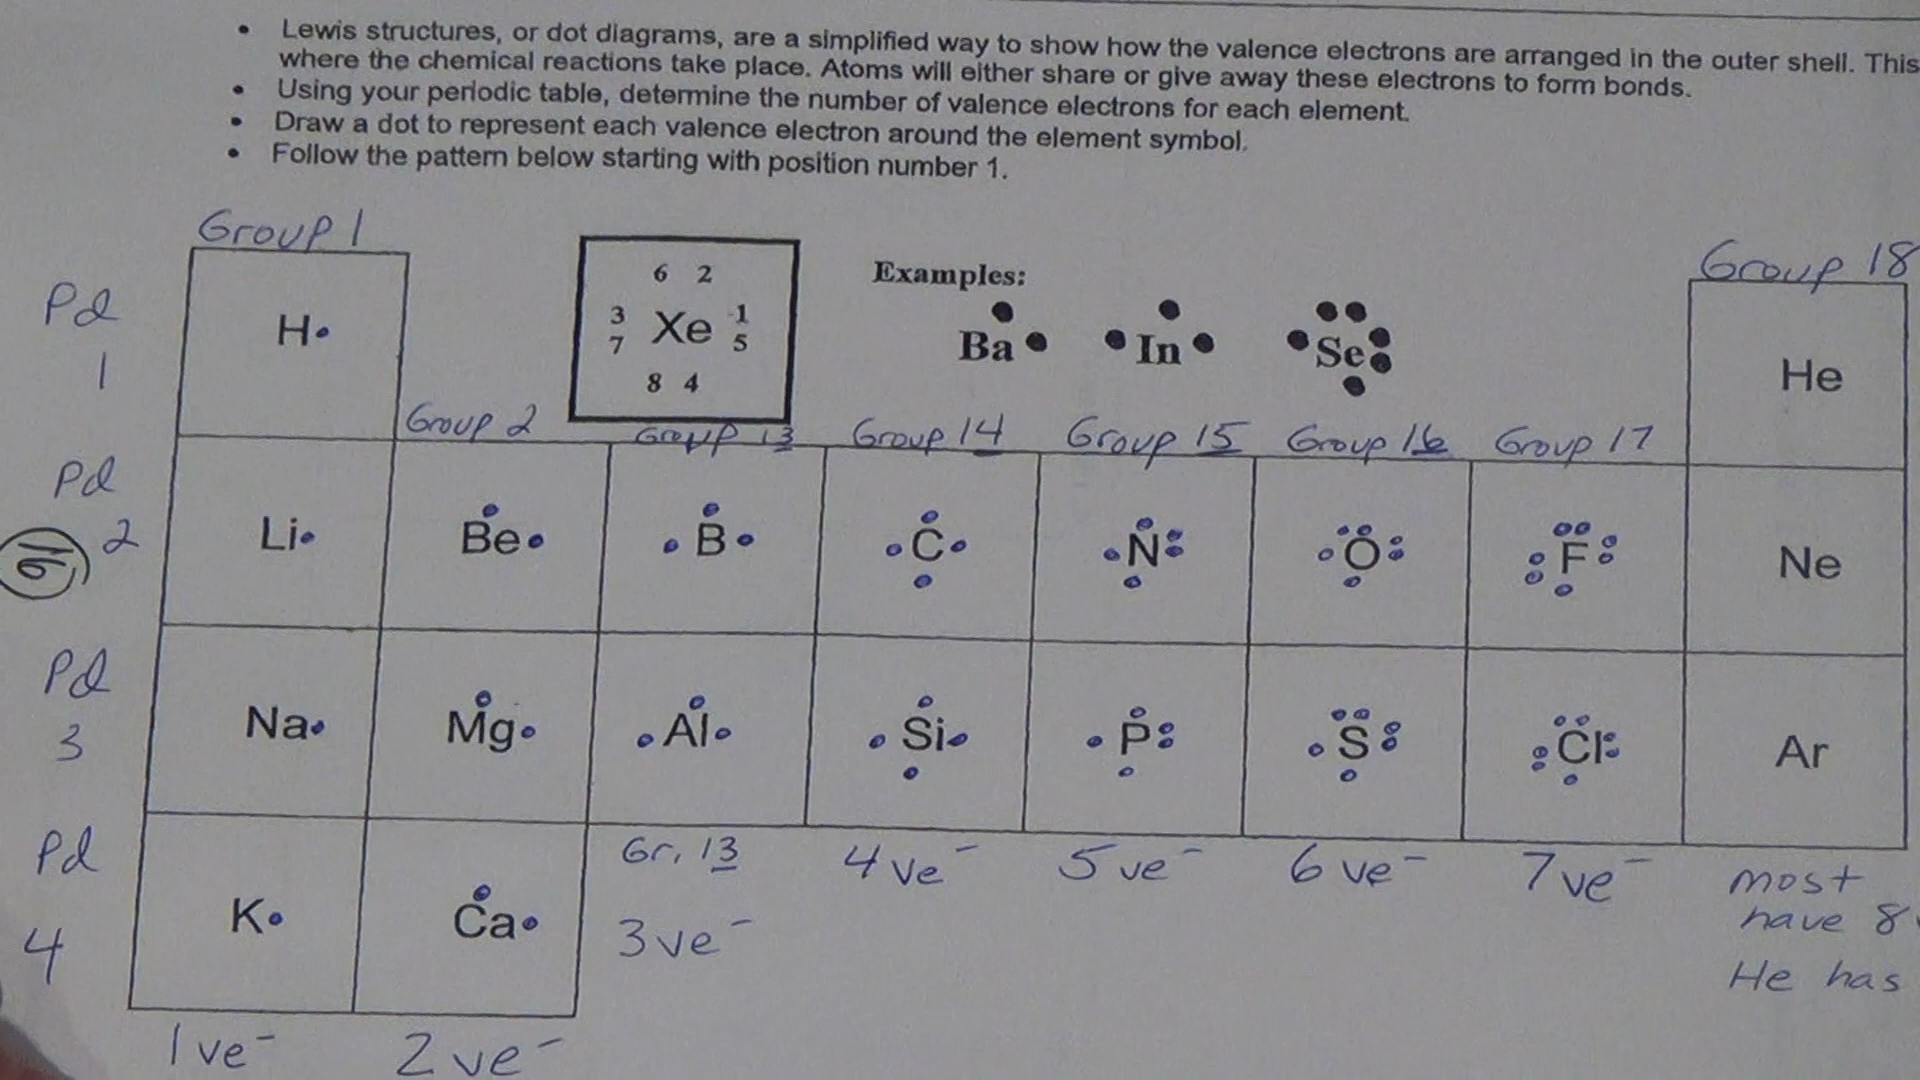 • Lewis structures, or dot diagrams, are a simplified way to show how the valence electrons are arranged in the outer shell. This
where the chemical reactions take place. Atoms will either share or give away these electrons to form bonds.
• Using your periodic table, determine the number of valence electrons for each element.
• Draw a dot to represent each valence electron around the element symbol.
• Follow the pattern below starting with position number 1.
Group 1
Group 18
Pd
1
H
6 2
3 Xe 1
7 5
8 4
Examples:
Ba In Se
He
Group 2 Group 13 Group 14 Group 15 Group 16 Group 17
Pd
2
Li Be B C N O F Ne
Pd
3
Na Mg Al Si P S Cl Ar
Pd
4
K Ca
Gr. 13
3 ve⁻
4 ve⁻ 5 ve⁻ 6 ve⁻ 7 ve⁻
most
have 8
He has
1 ve⁻ 2 ve⁻